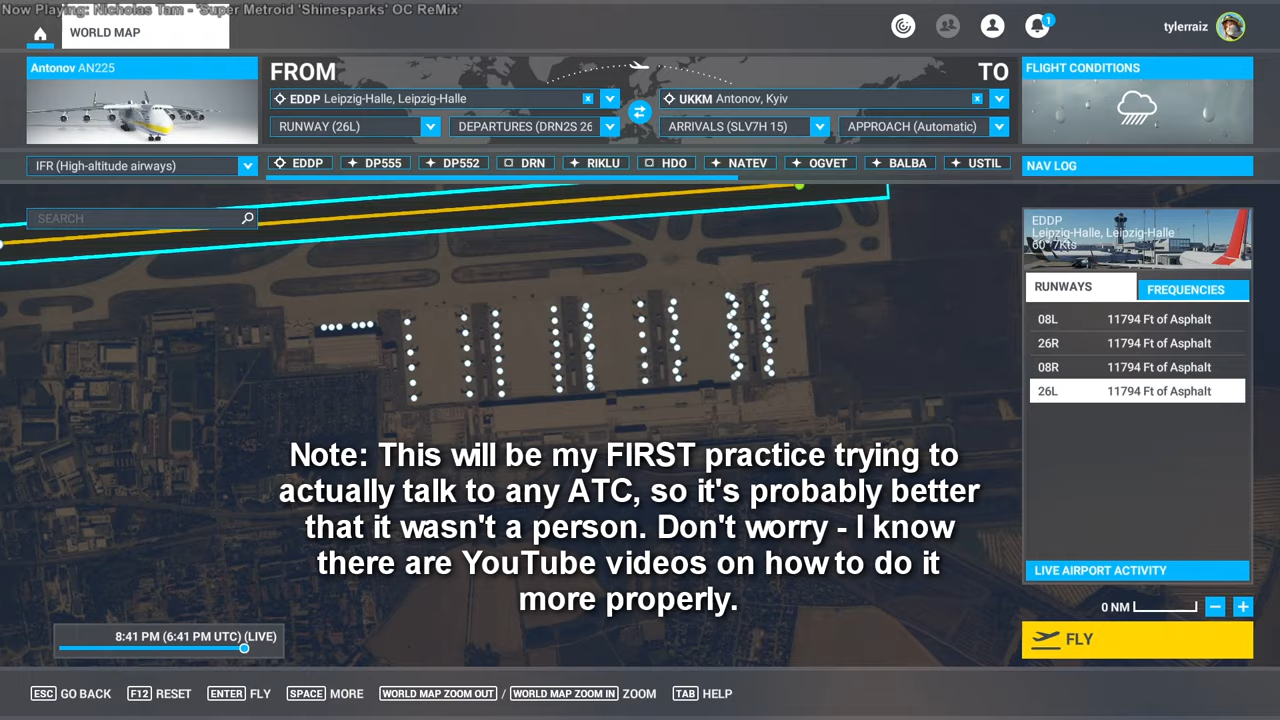 Now Playing: Nicholas Tam - 'Super Metroid 'Shinesparks' OC ReMix'
WORLD MAP
1
tylerraiz
Antonov AN225
FROM
TO
FLIGHT CONDITIONS
EDDP Leipzig-Halle, Leipzig-Halle
x
UKKM Antonov, Kyiv
x
RUNWAY (26L)
DEPARTURES (DRN2S 26
ARRIVALS (SLV7H 15)
APPROACH (Automatic)
IFR (High-altitude airways)
EDDP
DP555
DP552
DRN
RIKLU
HDO
NATEV
OGVET
BALBA
USTIL
NAV LOG
SEARCH
EDDP
Leipzig-Halle, Leipzig-Halle
60°7Kts
RUNWAYS
FREQUENCIES
08L 11794 Ft of Asphalt
26R 11794 Ft of Asphalt
08R 11794 Ft of Asphalt
26L 11794 Ft of Asphalt
Note: This will be my FIRST practice trying to
actually talk to any ATC, so it's probably better
that it wasn't a person. Don't worry - I know
there are YouTube videos on how to do it
more properly.
LIVE AIRPORT ACTIVITY
0 NM
8:41 PM (6:41 PM UTC) (LIVE)
FLY
ESC GO BACK F12 RESET ENTER FLY SPACE MORE WORLD MAP ZOOM OUT / WORLD MAP ZOOM IN ZOOM TAB HELP